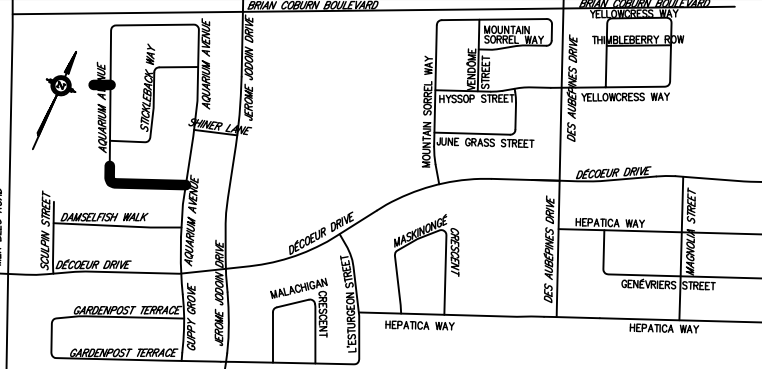 BRIAN COBURN BOULEVARD
BRIAN COBURN BOULEVARD
YELLOWCRESS WAY
MOUNTAIN
SORREL WAY
THIMBLEBERRY ROW
AQUARIUM AVENUE
STICKLEBACK WAY
AQUARIUM AVENUE
JEROME JODOIN DRIVE
N
SHINER LANE
MOUNTAIN SORREL WAY
VENDÔME
STREET
HYSSOP STREET
JUNE GRASS STREET
DES AUBÉPINES DRIVE
YELLOWCRESS WAY
DÉCOEUR DRIVE
AQUARIUM AVENUE
SCULPIN STREET
DAMSELFISH WALK
DÉCOEUR DRIVE
DÉCOEUR DRIVE
MASKINONGÉ
CRESCENT
DES AUBÉPINES DRIVE
HEPATICA WAY
MAGNOLIA STREET
GENÉVRIERS STREET
GARDENPOST TERRACE
GARDENPOST TERRACE
GUPPY GROVE
JEROME JODOIN DRIVE
MALACHIGAN
CRESCENT
L'ESTURGEON STREET
HEPATICA WAY
HEPATICA WAY